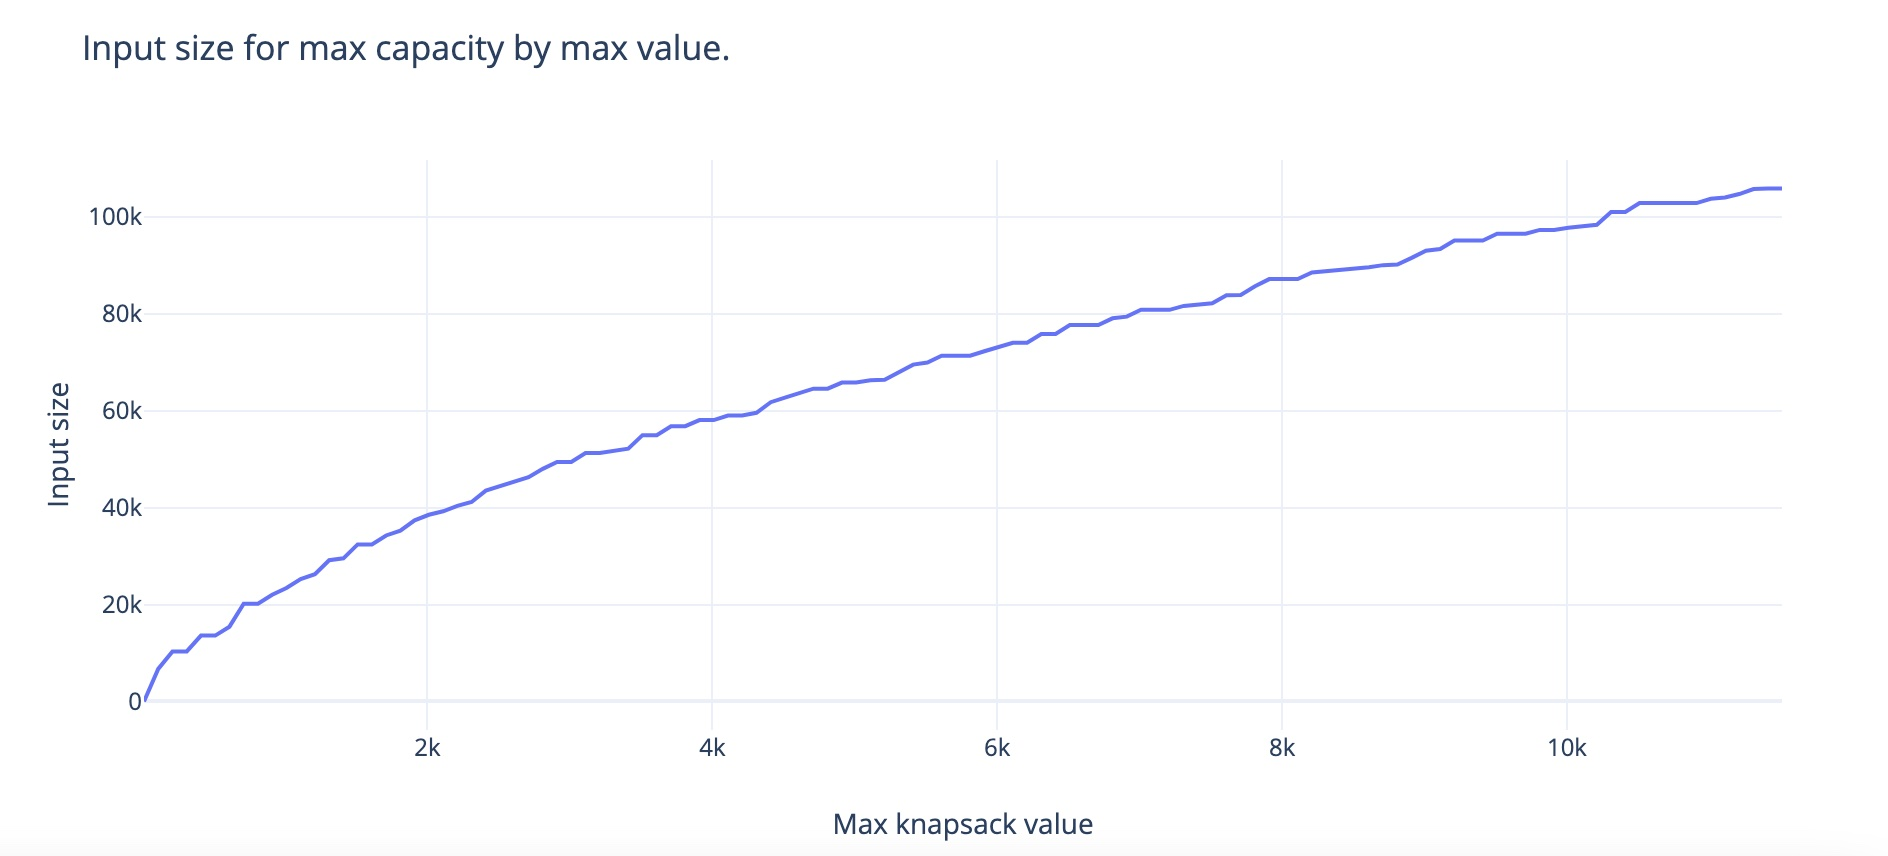 Input size for max capacity by max value.
100k
80k
60k
40k
20k
0
Input size
2k 4k 6k 8k 10k
Max knapsack value